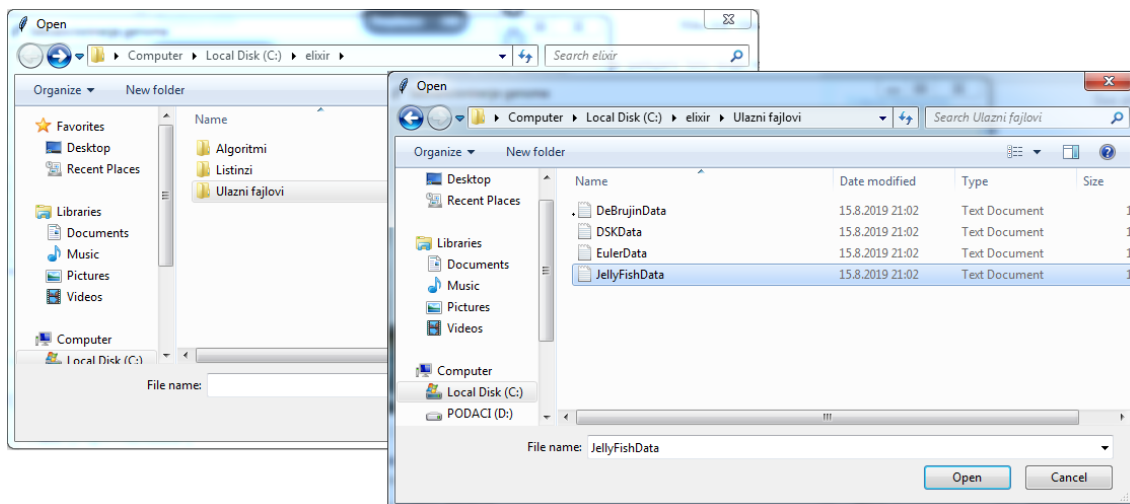 Open
Computer Local Disk (C:) elixir
Search elixir
Organize New folder
Favorites
Desktop
Recent Places
Libraries
Documents
Music
Pictures
Videos
Computer
Local Disk (C:)
Name
Algoritmi
Listinzi
Ulazni fajlovi
File name:
Open
Computer Local Disk (C:) elixir Ulazni fajlovi
Search Ulazni fajlovi
Organize New folder
Desktop
Recent Places
Libraries
Documents
Music
Pictures
Videos
Computer
Local Disk (C:)
PODACI (D:)
Name Date modified Type Size
DeBrujinData 15.8.2019 21:02 Text Document 1
DSKData 15.8.2019 21:02 Text Document 1
EulerData 15.8.2019 21:02 Text Document 1
JellyFishData 15.8.2019 21:02 Text Document 1
File name: JellyFishData
Open Cancel